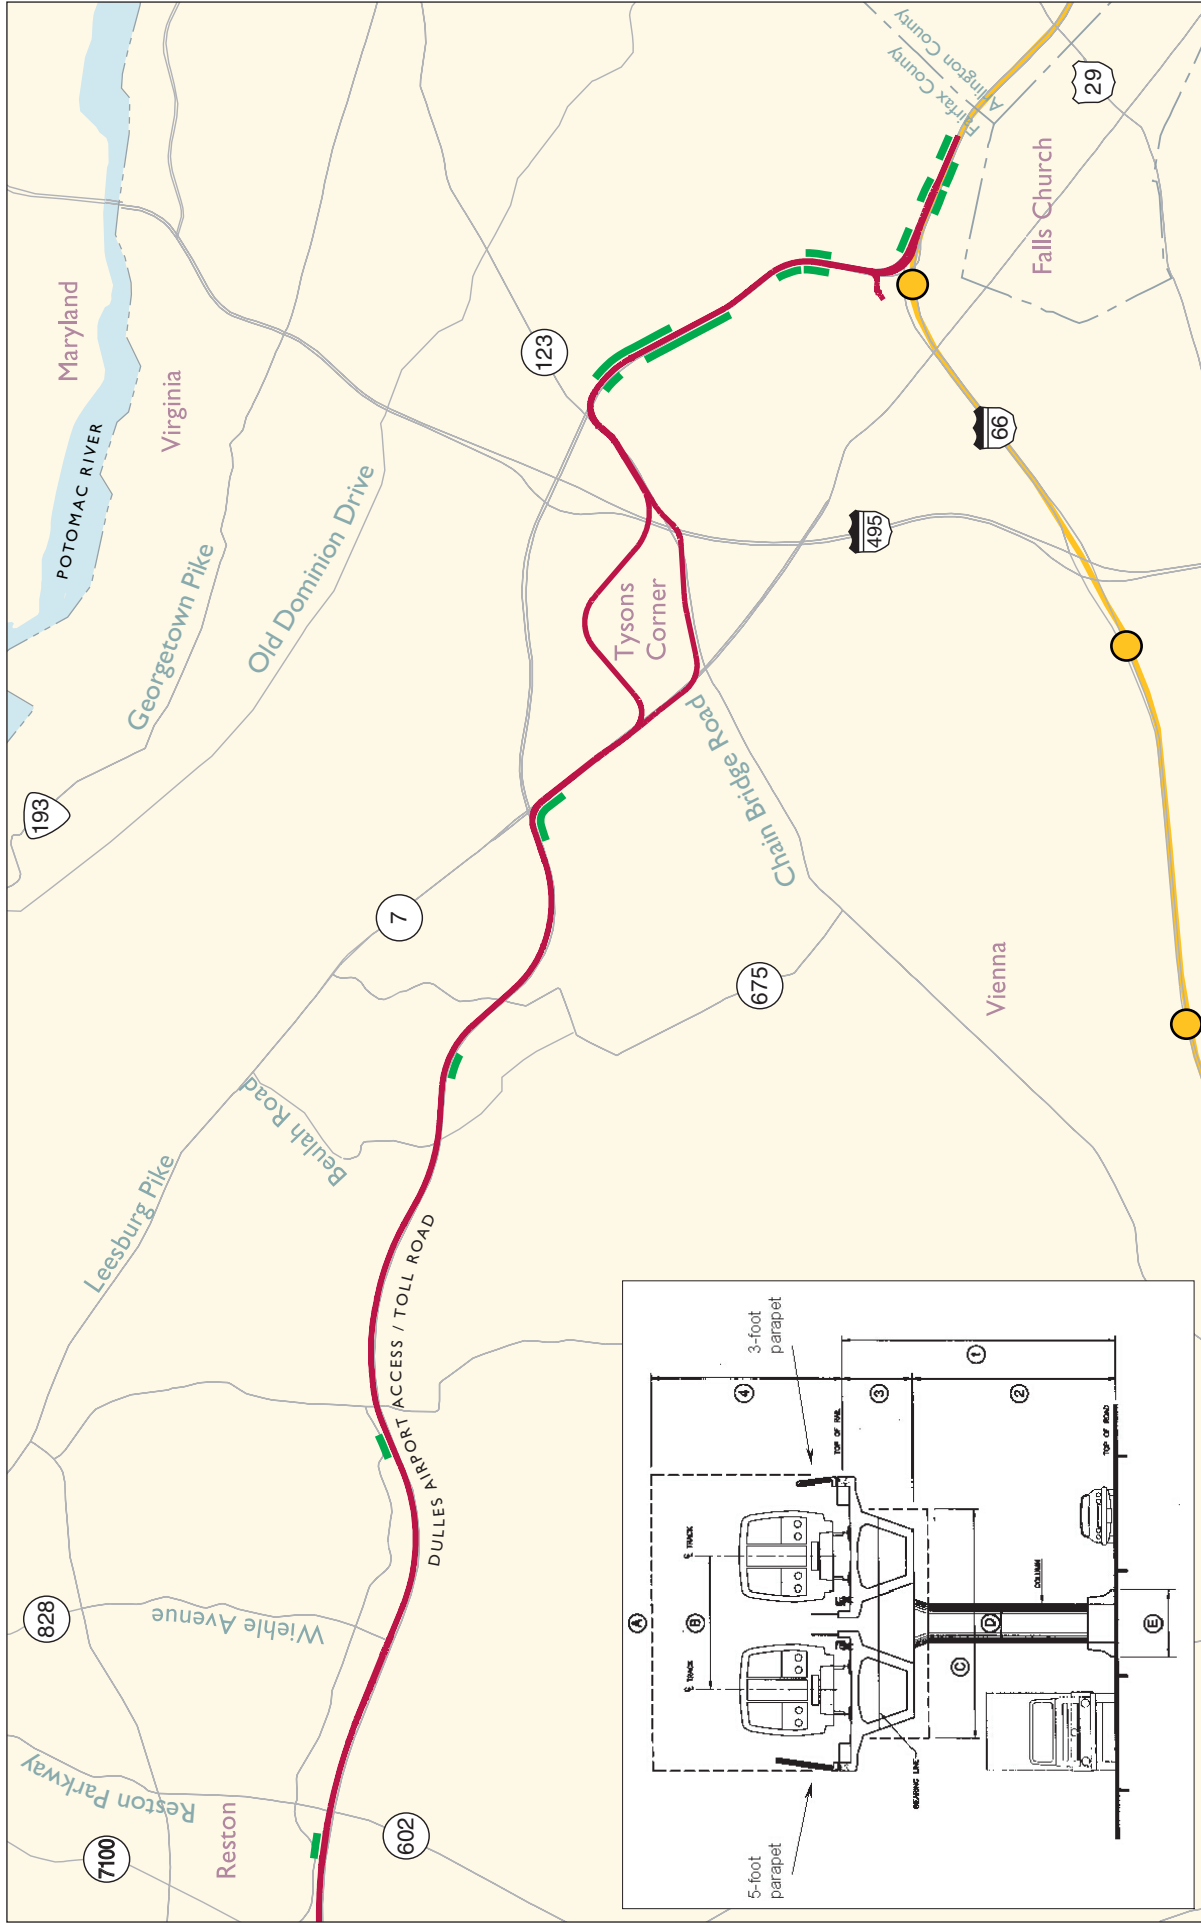 Maryland
Virginia
POTOMAC RIVER
Georgetown Pike
Old Dominion Drive
193
Leesburg Pike
7
123
Fairfax County
Arlington County
29
Falls Church
66
495
Tysons
Corner
Chain Bridge Road
675
Vienna
Beulah Road
DULLES AIRPORT ACCESS / TOLL ROAD
828
Wiehle Avenue
Reston Parkway
7100
Reston
602
5-foot
parapet
3-foot
parapet
A
B
℄ TRACK
℄ TRACK
4
TOP OF RAIL
3
1
2
C
D
E
BEARING LINE
COLUMN
TOP OF ROAD